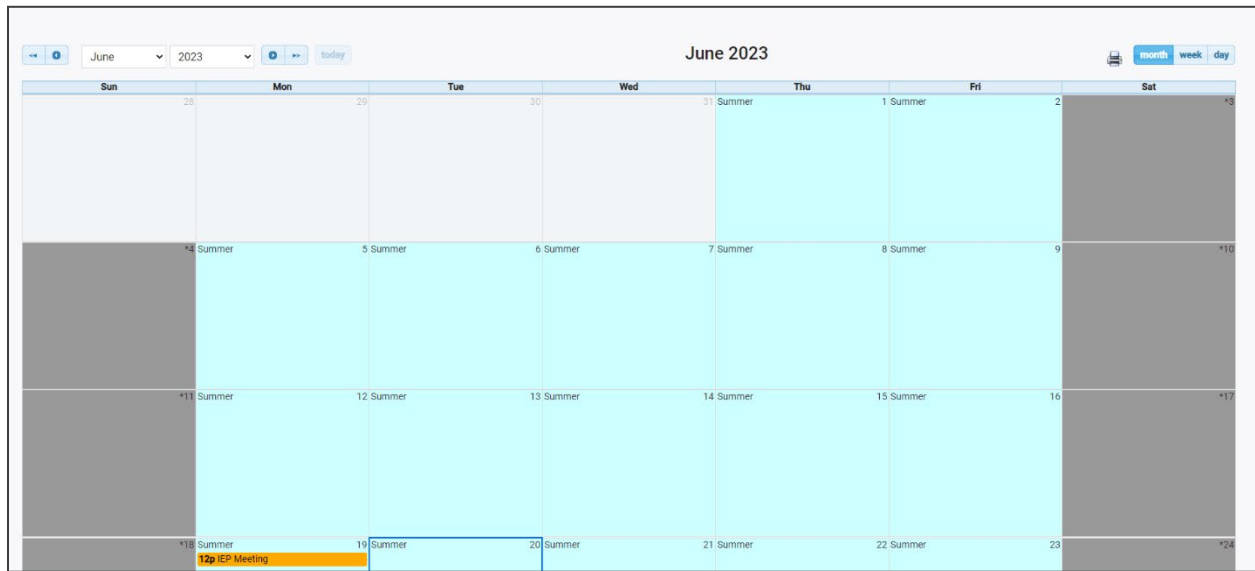 June 2023 today June 2023 month week day
Sun Mon Tue Wed Thu Fri Sat
28 29 30 31 Summer 1 Summer 2 *3
*4 Summer 5 Summer 6 Summer 7 Summer 8 Summer 9 *10
*11 Summer 12 Summer 13 Summer 14 Summer 15 Summer 16 *17
*18 Summer 19 Summer 20 Summer 21 Summer 22 Summer 23 *24
12p IEP Meeting